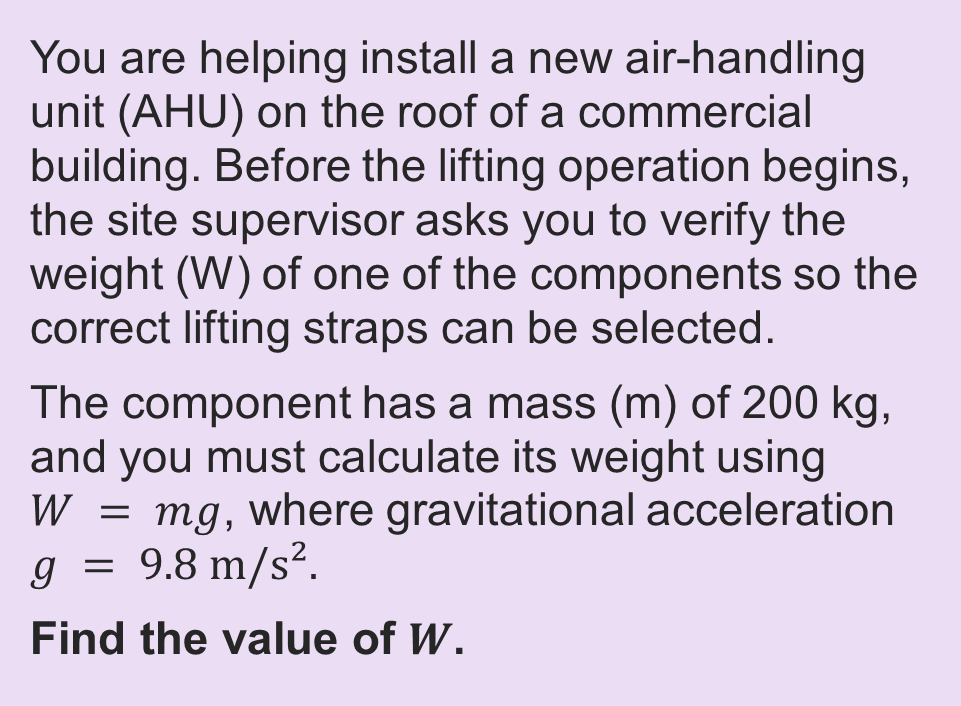 You are helping install a new air-handling
unit (AHU) on the roof of a commercial
building. Before the lifting operation begins,
the site supervisor asks you to verify the
weight (W) of one of the components so the
correct lifting straps can be selected.
The component has a mass (m) of 200 kg,
and you must calculate its weight using
W = mg, where gravitational acceleration
g = 9.8 m/s².
Find the value of W.